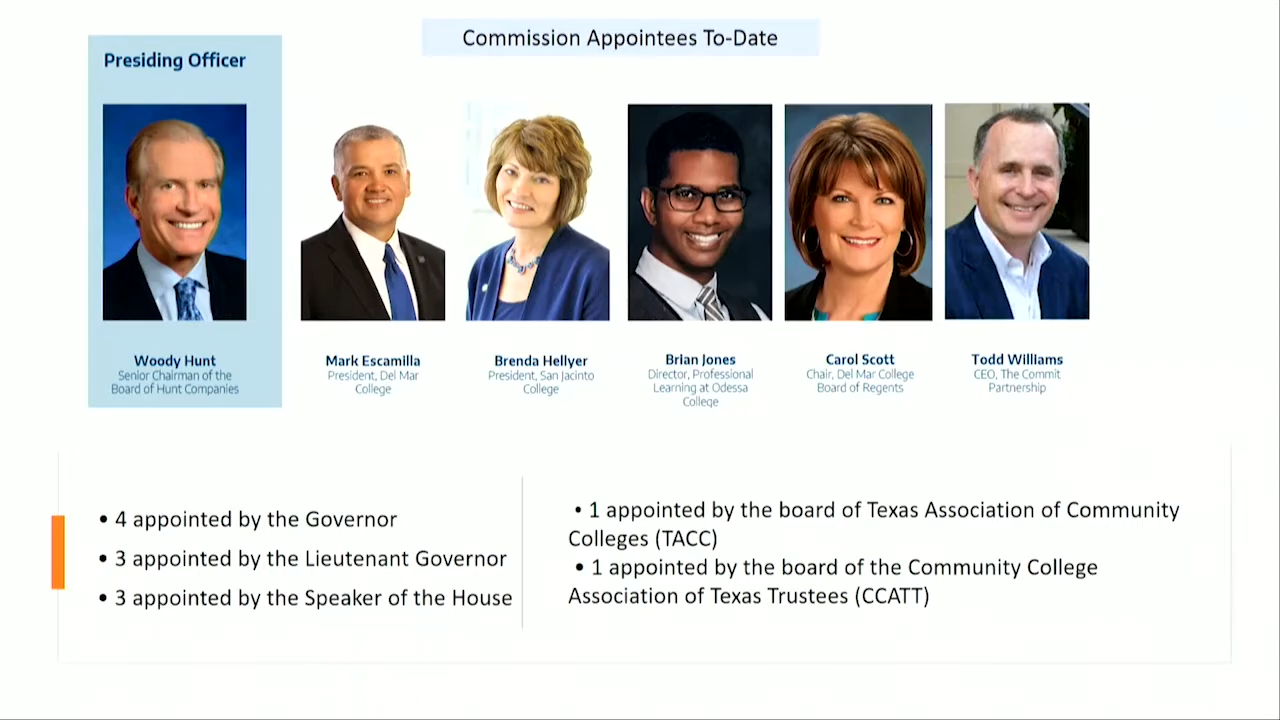 Commission Appointees To-Date
Presiding Officer
Woody Hunt
Senior Chairman of the
Board of Hunt Companies
Mark Escamilla
President, Del Mar
College
Brenda Hellyer
President, San Jacinto
College
Brian Jones
Director, Professional
Learning at Odessa
College
Carol Scott
Chair, Del Mar College
Board of Regents
Todd Williams
CEO, The Commit
Partnership
• 4 appointed by the Governor
• 3 appointed by the Lieutenant Governor
• 3 appointed by the Speaker of the House
• 1 appointed by the board of Texas Association of Community
Colleges (TACC)
• 1 appointed by the board of the Community College
Association of Texas Trustees (CCATT)